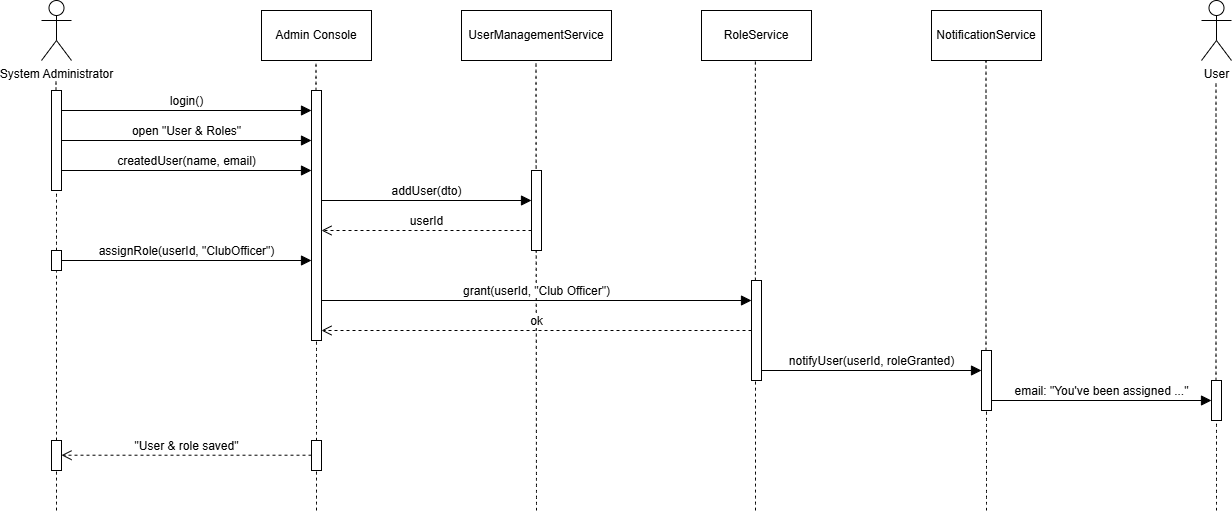 System Administrator
Admin Console
UserManagementService
RoleService
NotificationService
User
login()
open "User & Roles"
createdUser(name, email)
addUser(dto)
userId
assignRole(userId, "ClubOfficer")
grant(userId, "Club Officer")
ok
notifyUser(userId, roleGranted)
email: "You've been assigned ..."
"User & role saved"